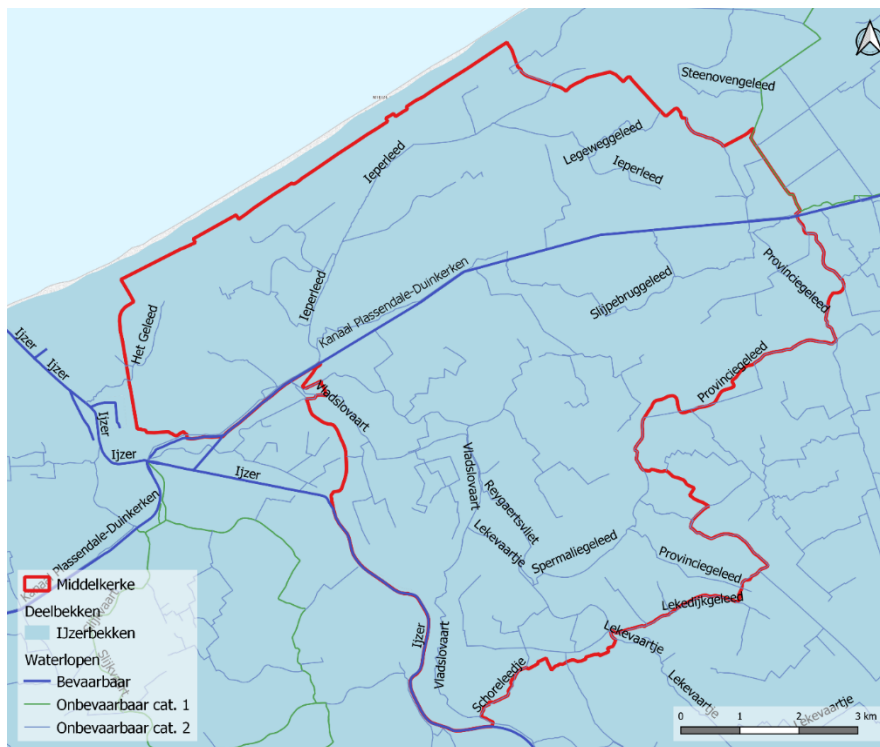 Steenovengeleed
Ieperleed
Legeweggeleed
Ieperleed
Provinciegeleed
Ieperleed
Slijpebruggeleed
Kanaal Plassendale-Duinkerken
Het Geleed
Ijzer
Ijzer
Provinciegeleed
Vladslovaart
Ijzer
Ijzer
Ijzer
Vladslovaart
Reygaertsvliet
Lekevaartje
Spermaliegeleed
Provinciegeleed
Kanaal Plassendale-Duinkerken
Lekedijkgeleed
Ijzer
Vladslovaart
Lekevaartje
Schoreleedje
Lekevaartje
Lekevaartje
Slijkvaart
Slijkvaart
Middelkerke
Deelbekken
IJzerbekken
Waterlopen
Bevaarbaar
Onbevaarbaar cat. 1
Onbevaarbaar cat. 2
0 1 2 3 km